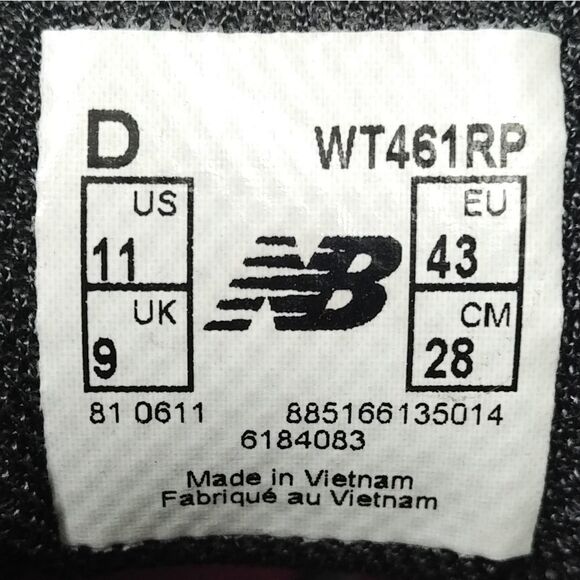 D WT461RP
US EU
11 43
NB
UK CM
9 28
81 0611 885166135014
6184083
Made in Vietnam
Fabriqué au Vietnam